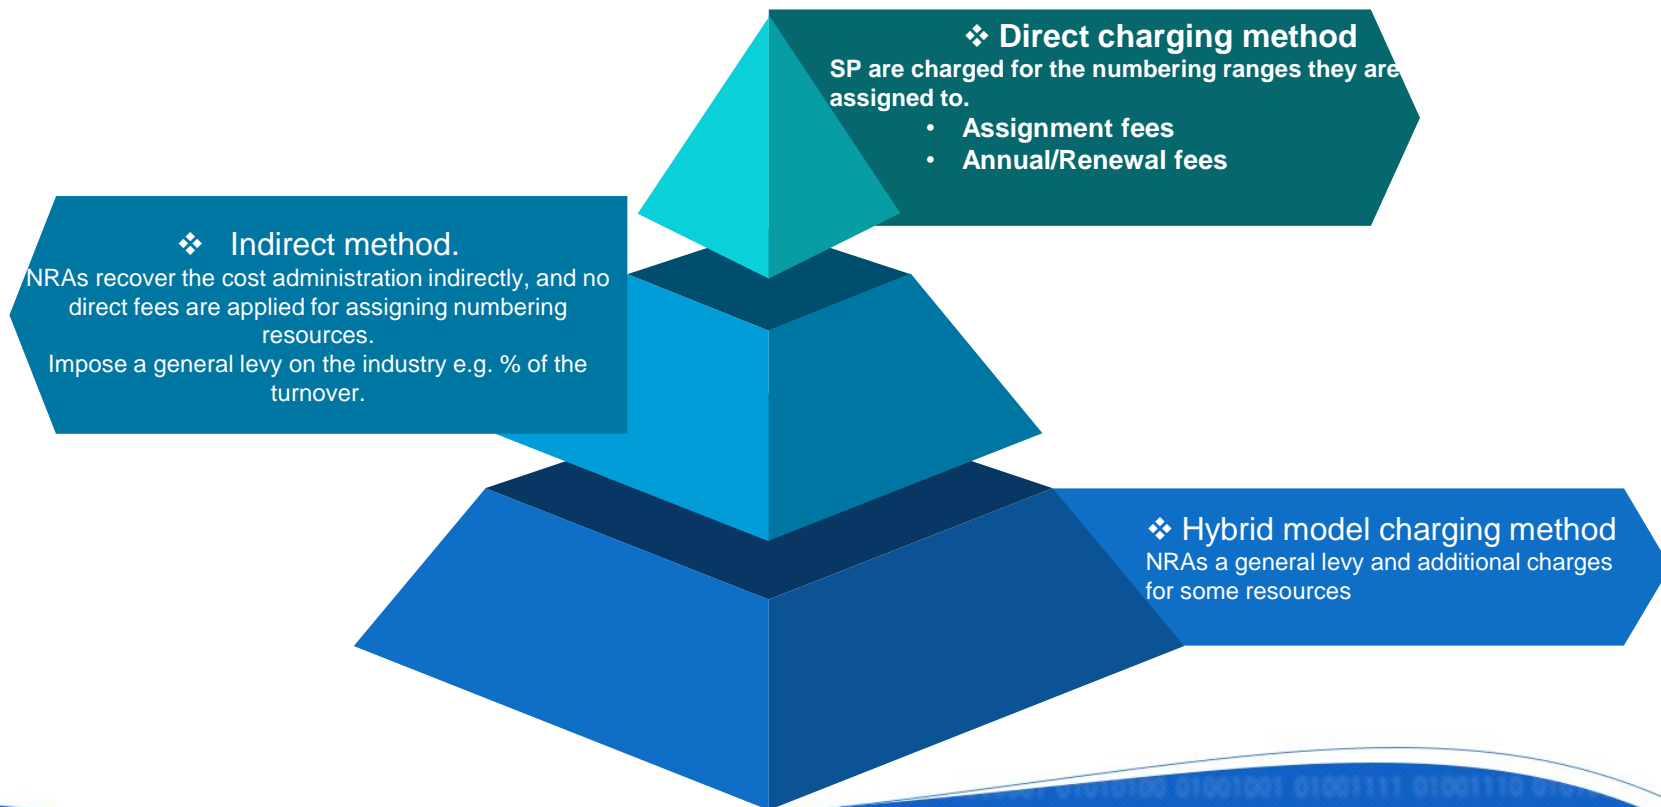 ❖ Direct charging method
SP are charged for the numbering ranges they are
assigned to.
• Assignment fees
• Annual/Renewal fees
❖ Indirect method.
NRAs recover the cost administration indirectly, and no
direct fees are applied for assigning numbering
resources.
Impose a general levy on the industry e.g. % of the
turnover.
❖ Hybrid model charging method
NRAs a general levy and additional charges
for some resources